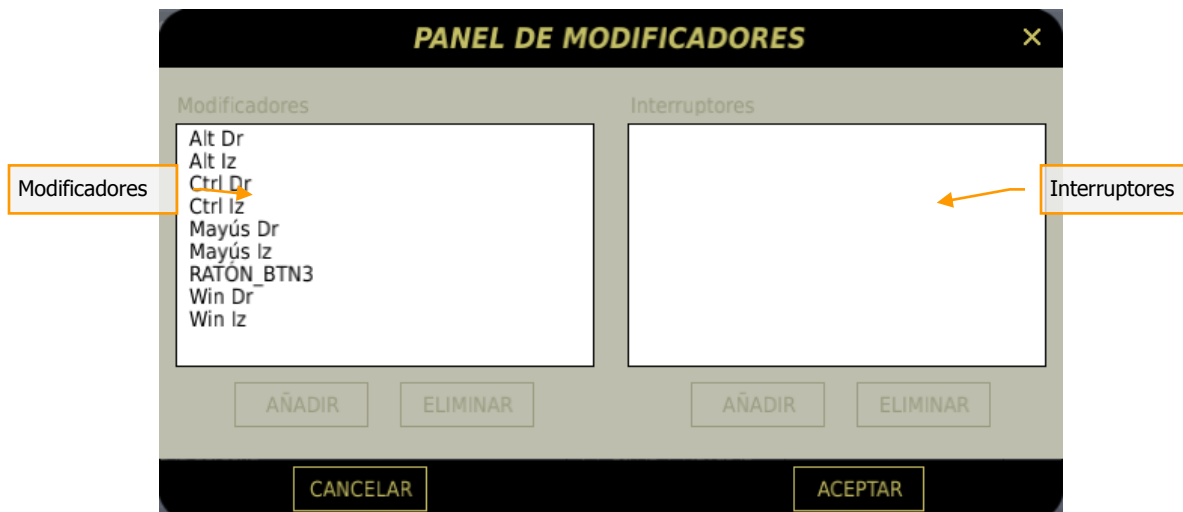 PANEL DE MODIFICADORES ×
Modificadores
Interruptores
Alt Dr
Alt Iz
Ctrl Dr
Ctrl Iz
Mayús Dr
Mayús Iz
RATÓN_BTN3
Win Dr
Win Iz
Modificadores
Interruptores
AÑADIR
ELIMINAR
AÑADIR
ELIMINAR
CANCELAR
ACEPTAR